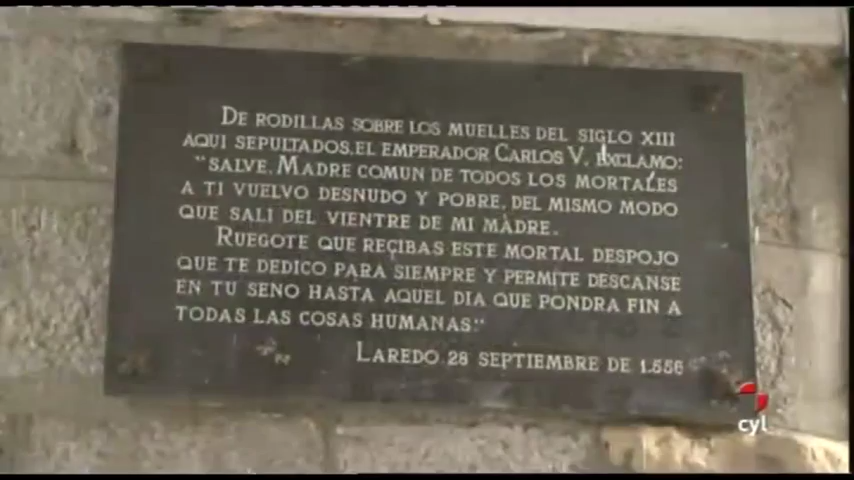 DE RODILLAS SOBRE LOS MUELLES DEL SIGLO XIII
AQUI SEPULTADOS, EL EMPERADOR CARLOS V, EXCLAMO:
"SALVE, MADRE COMUN DE TODOS LOS MORTALES
A TI VUELVO DESNUDO Y POBRE, DEL MISMO MODO
QUE SALI DEL VIENTRE DE MI MADRE.
RUEGOTE QUE RECIBAS ESTE MORTAL DESPOJO
QUE TE DEDICO PARA SIEMPRE Y PERMITE DESCANSE
EN TU SENO HASTA AQUEL DIA QUE PONDRA FIN A
TODAS LAS COSAS HUMANAS"
LAREDO, 28 SEPTIEMBRE DE 1.556
cyl